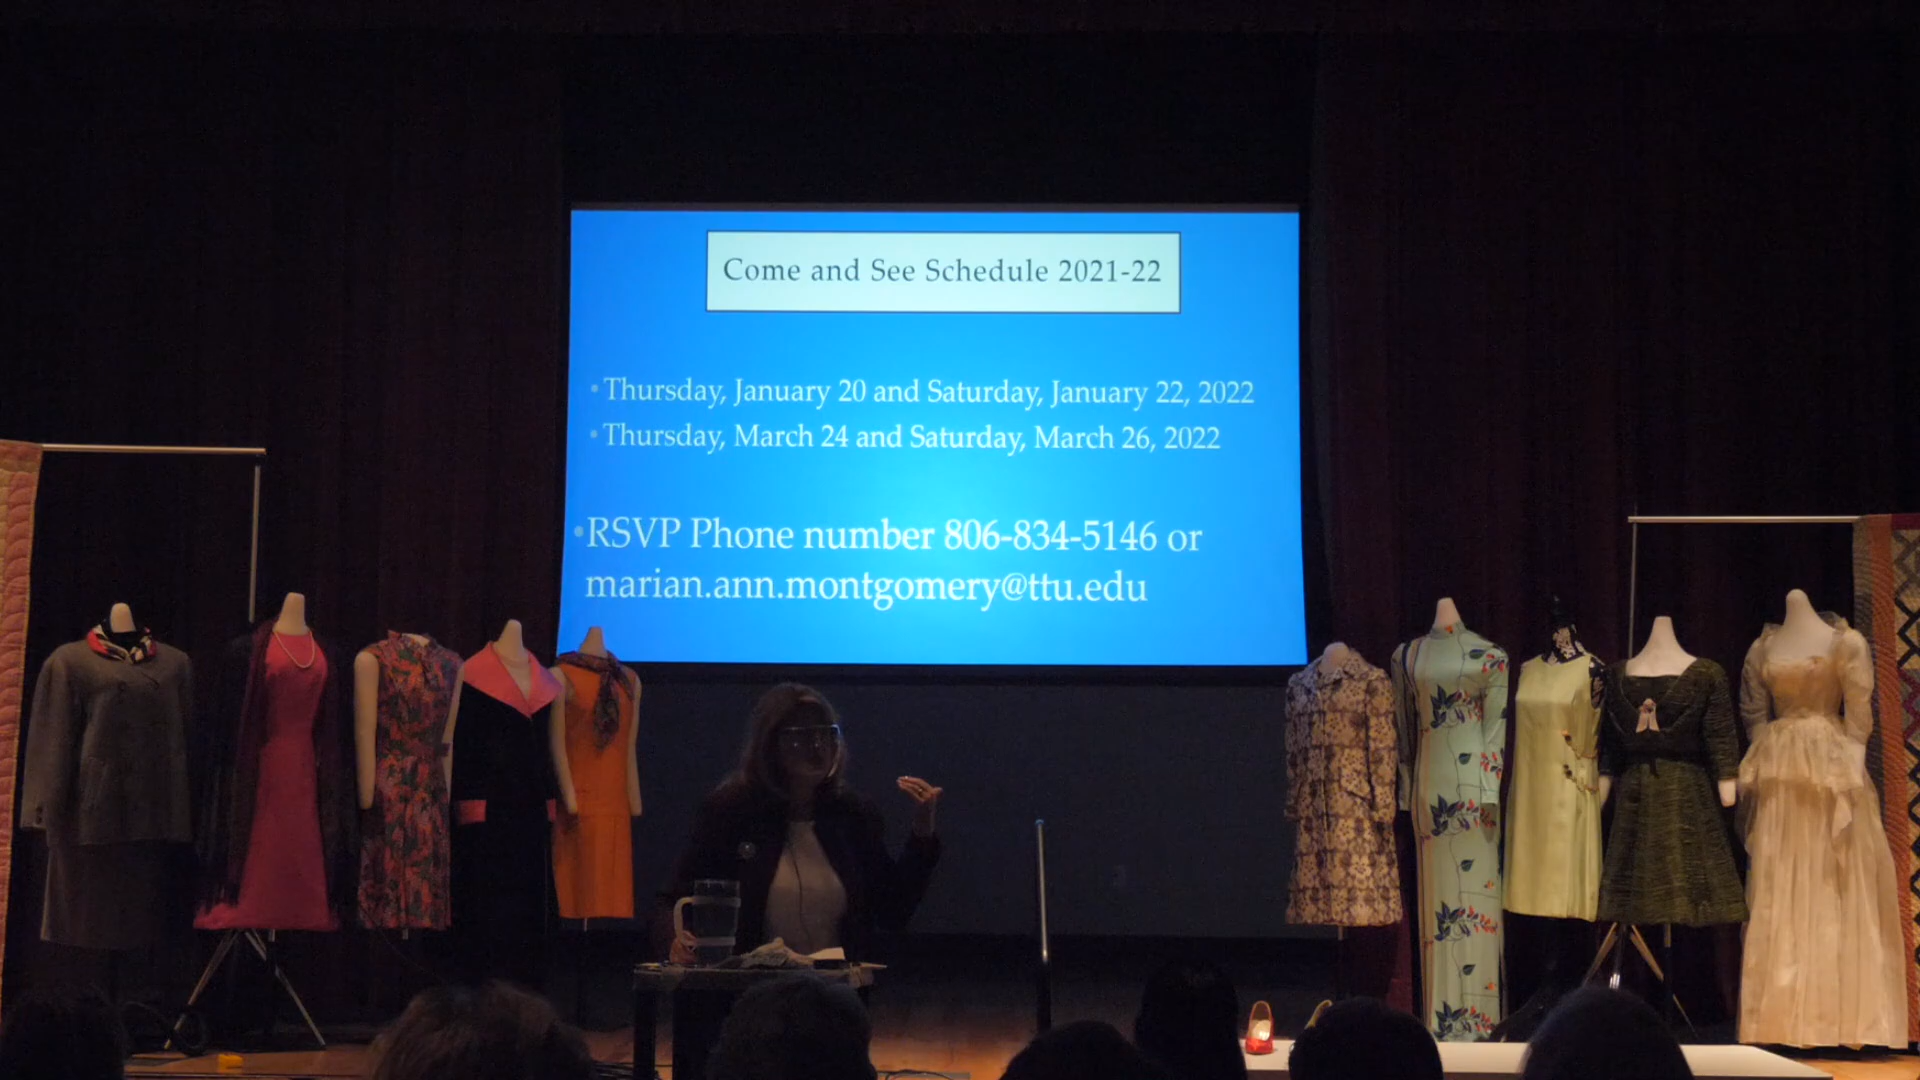 Come and See Schedule 2021-22
•Thursday, January 20 and Saturday, January 22, 2022
•Thursday, March 24 and Saturday, March 26, 2022
•RSVP Phone number 806-834-5146 or
marian.ann.montgomery@ttu.edu